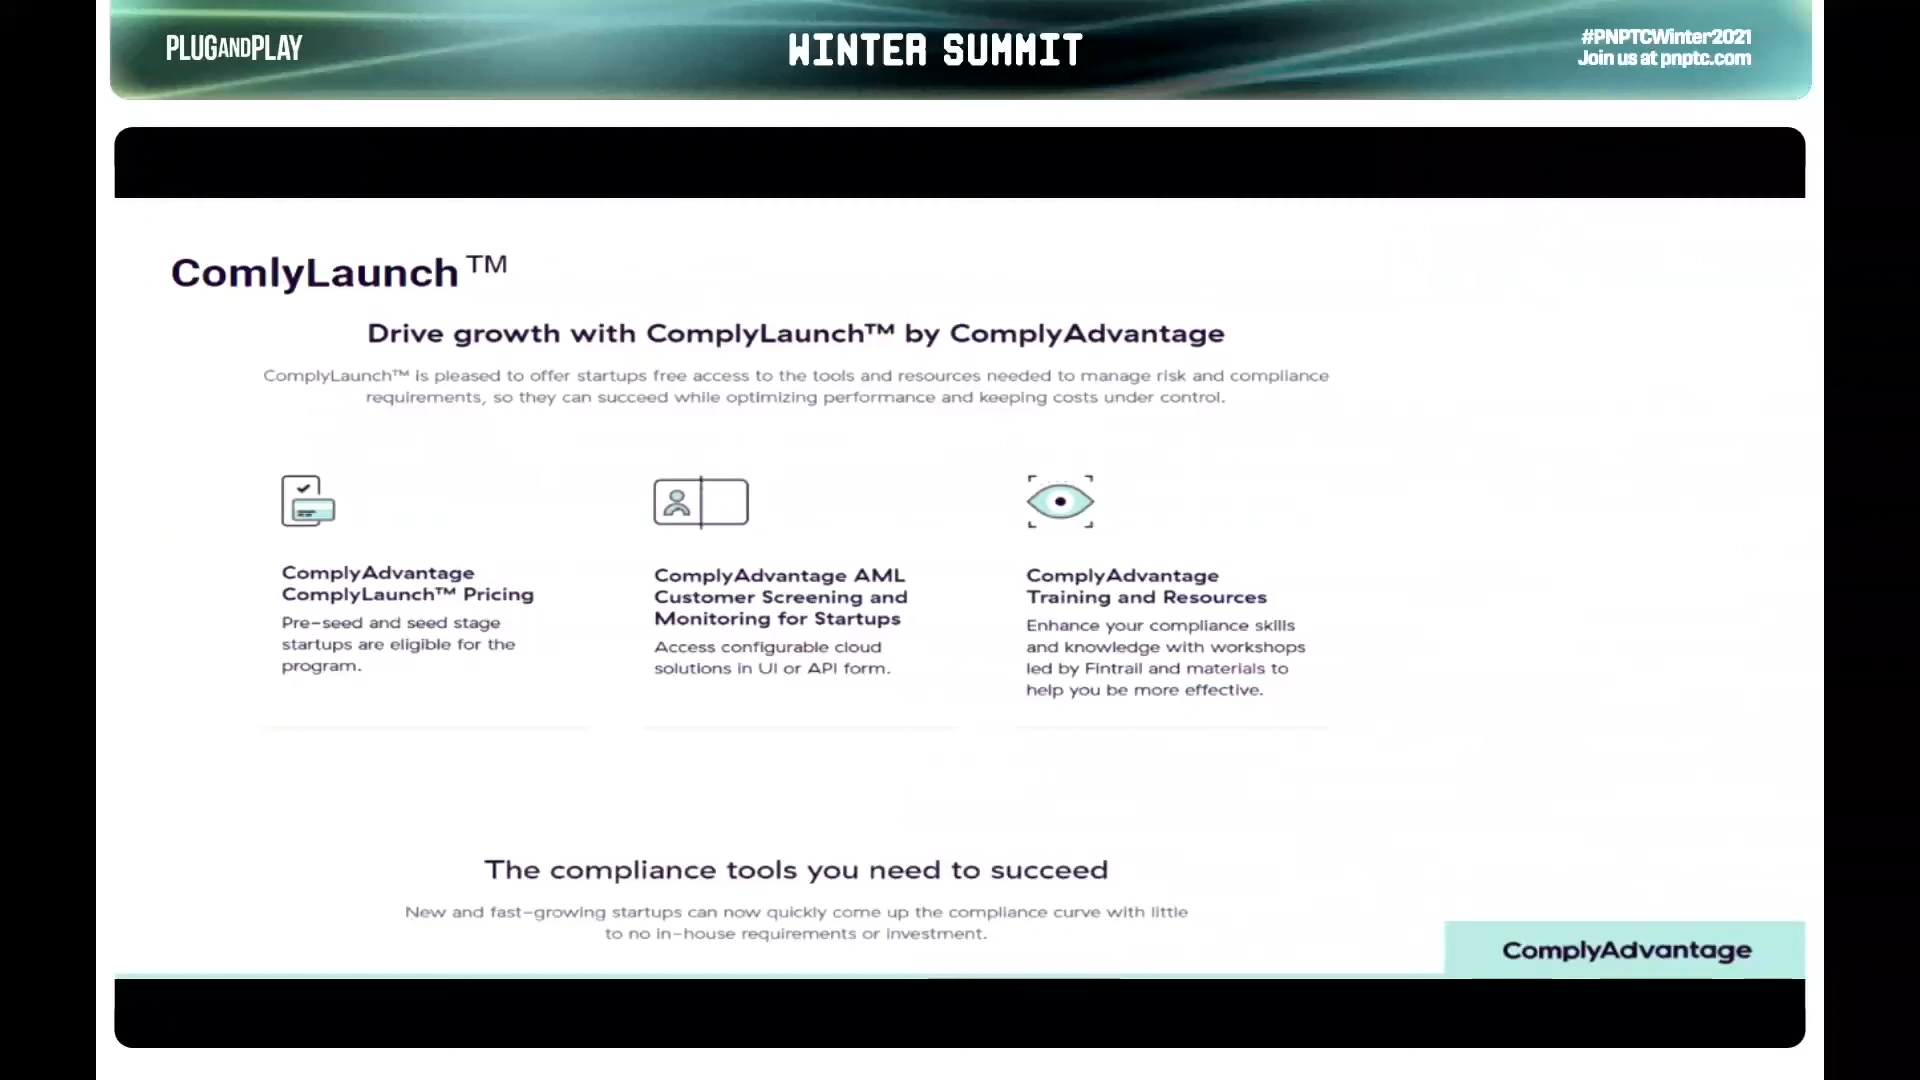 PLUGANDPLAY
WINTER SUMMIT
#PNPTCWinter2021
Join us at pnptc.com
ComlyLaunch™
Drive growth with ComplyLaunch™ by ComplyAdvantage
ComplyLaunch™ is pleased to offer startups free access to the tools and resources needed to manage risk and compliance
requirements, so they can succeed while optimizing performance and keeping costs under control.
ComplyAdvantage
ComplyLaunch™ Pricing
Pre-seed and seed stage
startups are eligible for the
program.
ComplyAdvantage AML
Customer Screening and
Monitoring for Startups
Access configurable cloud
solutions in UI or API form.
ComplyAdvantage
Training and Resources
Enhance your compliance skills
and knowledge with workshops
led by Fintrail and materials to
help you be more effective.
The compliance tools you need to succeed
New and fast-growing startups can now quickly come up the compliance curve with little
to no in-house requirements or investment.
ComplyAdvantage